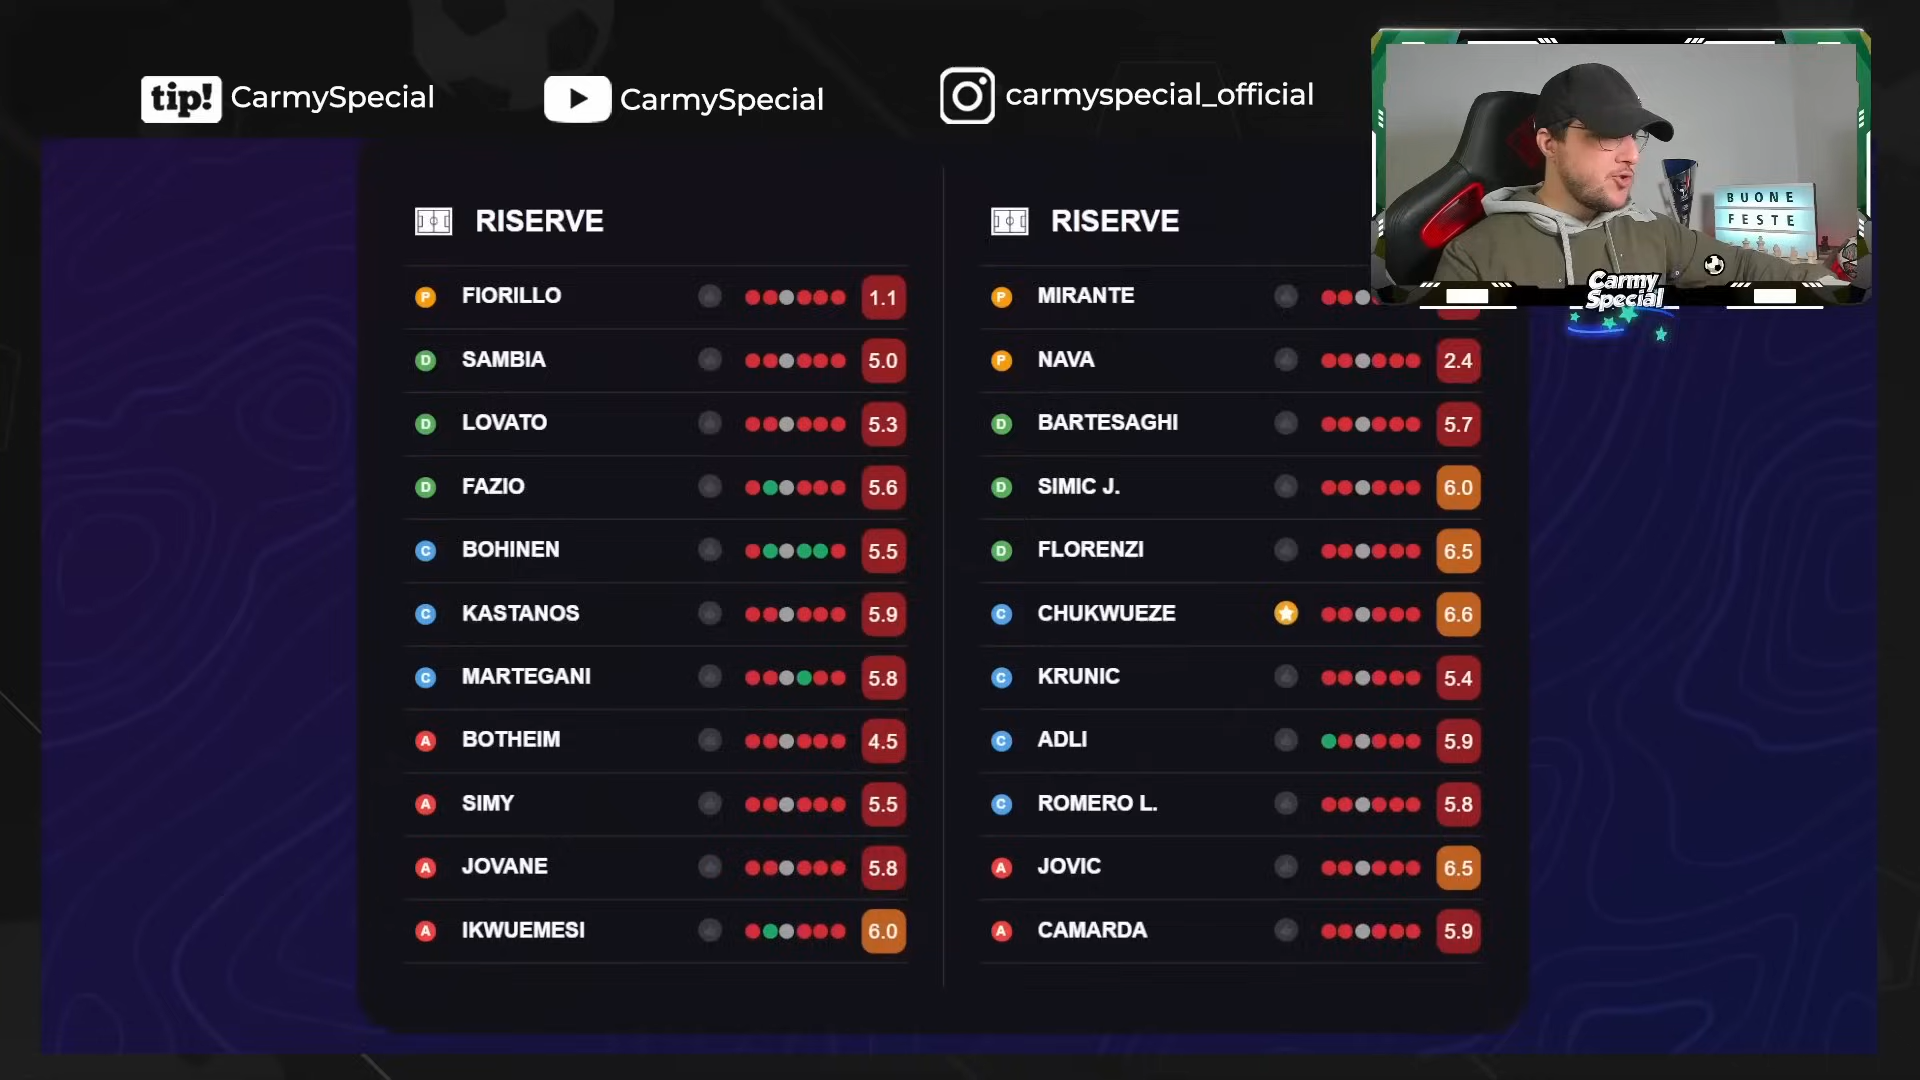 tip! CarmySpecial
CarmySpecial
carmyspecial_official
BUONE
FESTE
Carmy
Special
RISERVE
P FIORILLO 1.1
D SAMBIA 5.0
D LOVATO 5.3
D FAZIO 5.6
C BOHINEN 5.5
C KASTANOS 5.9
C MARTEGANI 5.8
A BOTHEIM 4.5
A SIMY 5.5
A JOVANE 5.8
A IKWUEMESI 6.0
RISERVE
P MIRANTE
P NAVA 2.4
D BARTESAGHI 5.7
D SIMIC J. 6.0
D FLORENZI 6.5
C CHUKWUEZE 6.6
C KRUNIC 5.4
C ADLI 5.9
C ROMERO L. 5.8
A JOVIC 6.5
A CAMARDA 5.9